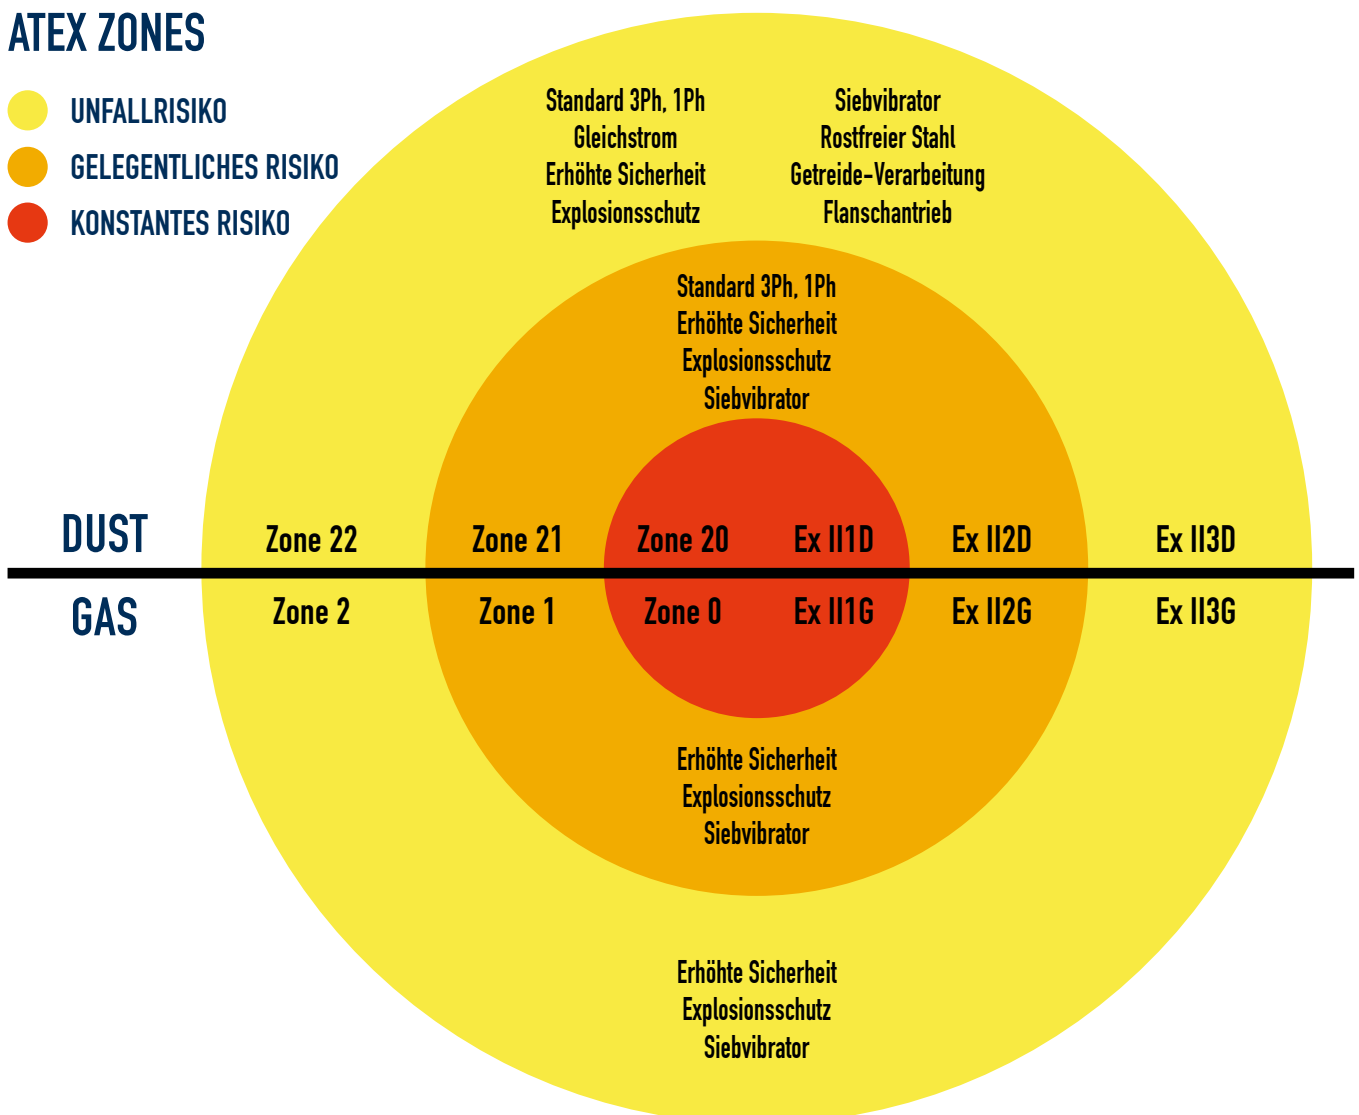 ATEX ZONES
UNFALLRISIKO
GELEGENTLICHES RISIKO
KONSTANTES RISIKO
Standard 3Ph, 1Ph
Gleichstrom
Erhöhte Sicherheit
Explosionsschutz
Siebvibrator
Rostfreier Stahl
Getreide-Verarbeitung
Flanschantrieb
Standard 3Ph, 1Ph
Erhöhte Sicherheit
Explosionsschutz
Siebvibrator
DUST Zone 22 Zone 21 Zone 20 Ex II1D Ex II2D Ex II3D
GAS Zone 2 Zone 1 Zone 0 Ex II1G Ex II2G Ex II3G
Erhöhte Sicherheit
Explosionsschutz
Siebvibrator
Erhöhte Sicherheit
Explosionsschutz
Siebvibrator